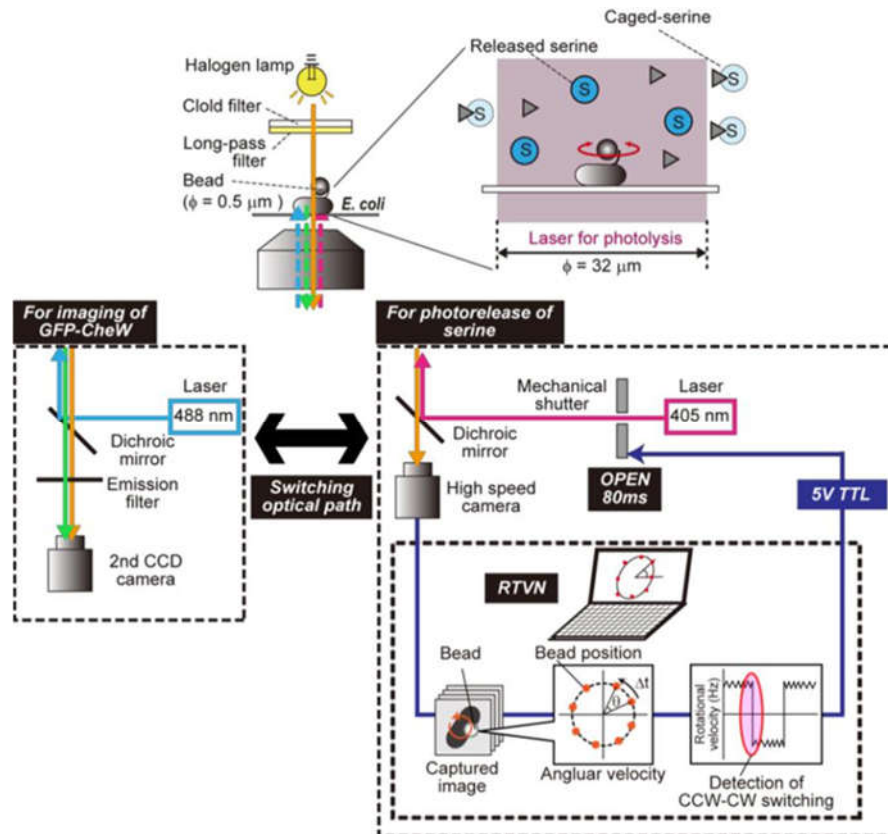 Caged-serine
Released serine
Halogen lamp
Clold filter
Long-pass
filter
Bead
(ϕ = 0.5 μm )
E. coli
S
S
S
S
S
S
Laser for photolysis
ϕ = 32 μm
For imaging of
GFP-CheW
Laser
488 nm
Dichroic
mirror
Emission
filter
2nd CCD
camera
Switching
optical path
For photorelease of
serine
Mechanical
shutter
Laser
405 nm
Dichroic
mirror
High speed
camera
OPEN
80ms
5V TTL
RTVN
Bead
Captured
image
Bead position
Δt
θ
Angluar velocity
Rotational
velocity (Hz)
Detection of
CCW-CW switching